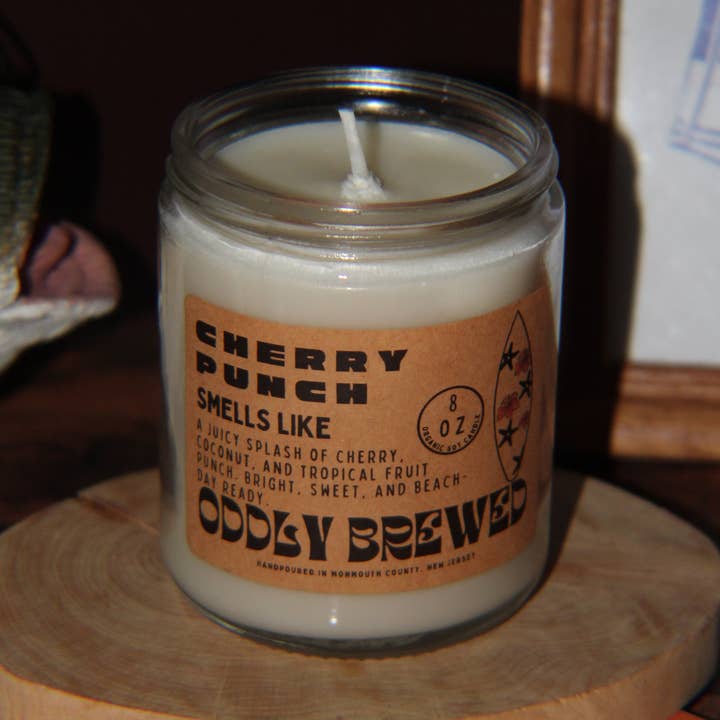 CHERRY
PUNCH
SMELLS LIKE
A JUICY SPLASH OF CHERRY,
COCONUT, AND TROPICAL FRUIT
PUNCH. BRIGHT, SWEET, AND BEACH-
DAY READY.
8
OZ
ORGANIC SOY CANDLE
ODDLY BREWED
HANDPOURED IN MONMOUTH COUNTY, NEW JERSEY